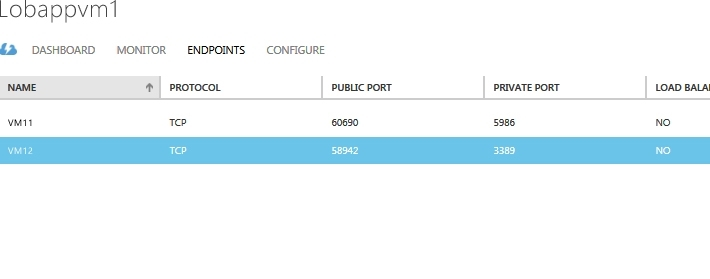 Lobappvm1
DASHBOARD MONITOR ENDPOINTS CONFIGURE
NAME PROTOCOL PUBLIC PORT PRIVATE PORT LOAD BALA
VM11 TCP 60690 5986 NO
VM12 TCP 58942 3389 NO